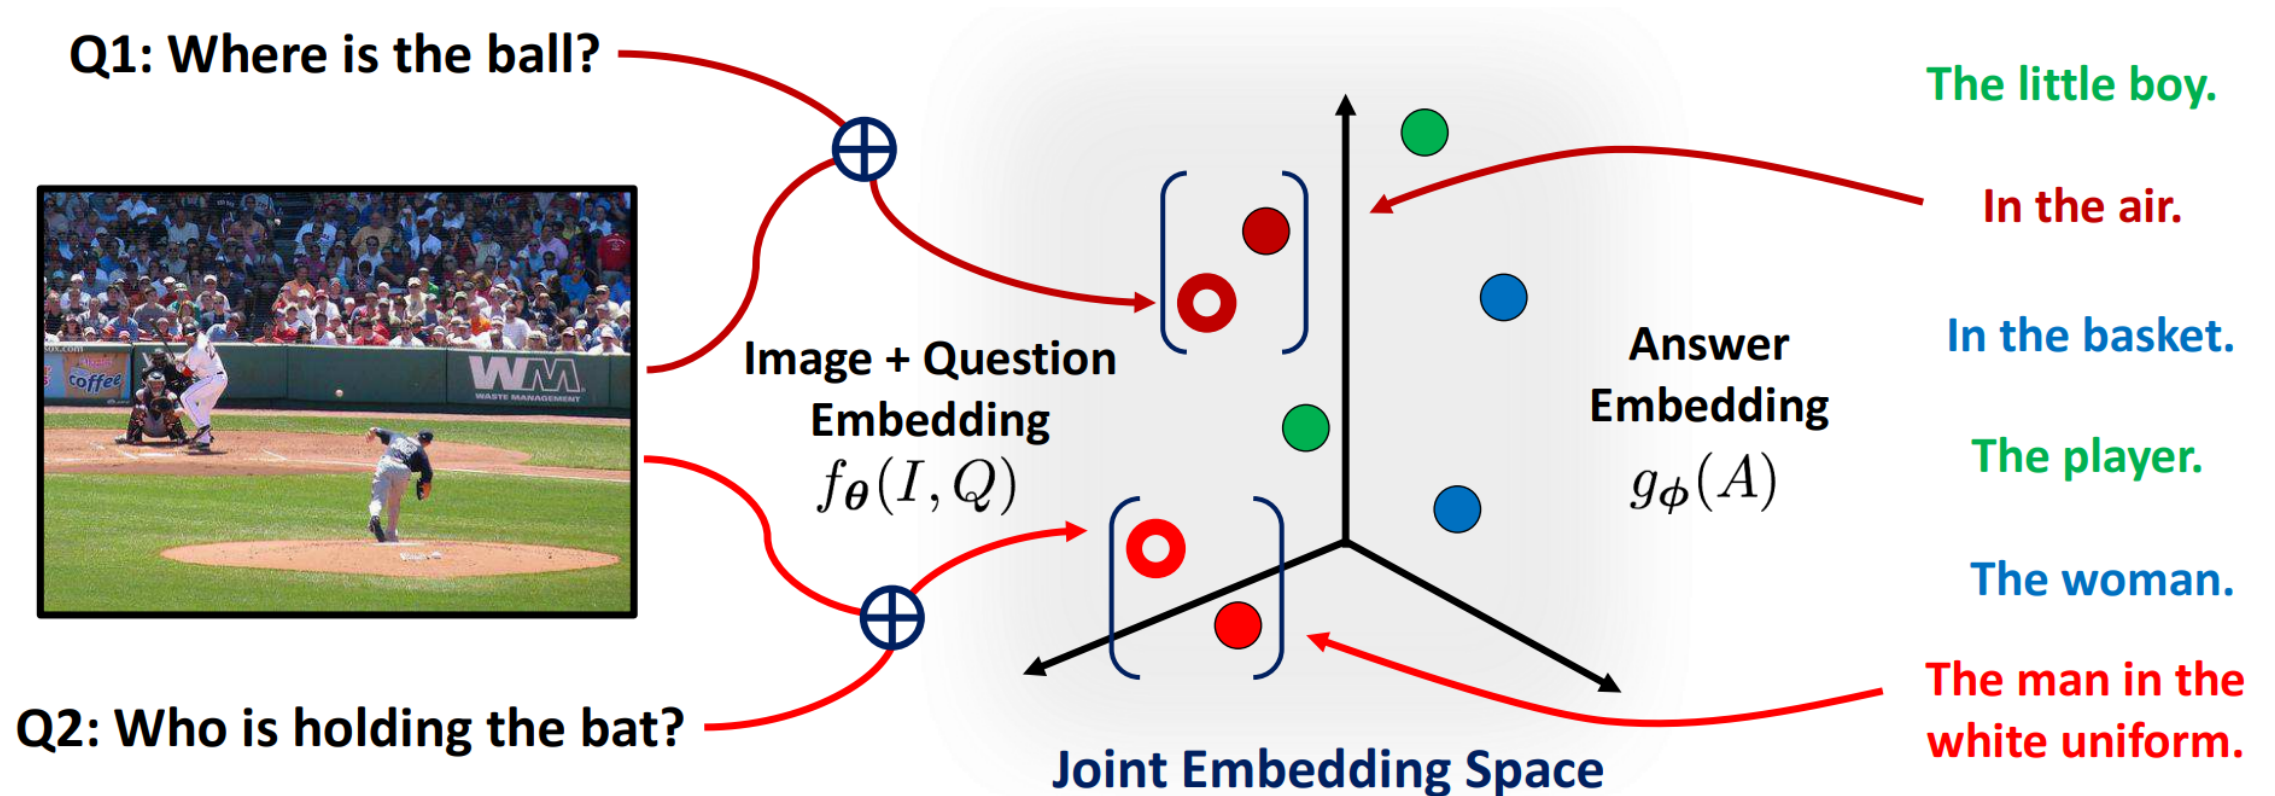 Q1: Where is the ball?
sox.com
coffee
WM
WASTE MANAGEMENT
Q2: Who is holding the bat?
Image + Question
Embedding
fθ(I, Q)
Joint Embedding Space
Answer
Embedding
gϕ(A)
The little boy.
In the air.
In the basket.
The player.
The woman.
The man in the
white uniform.